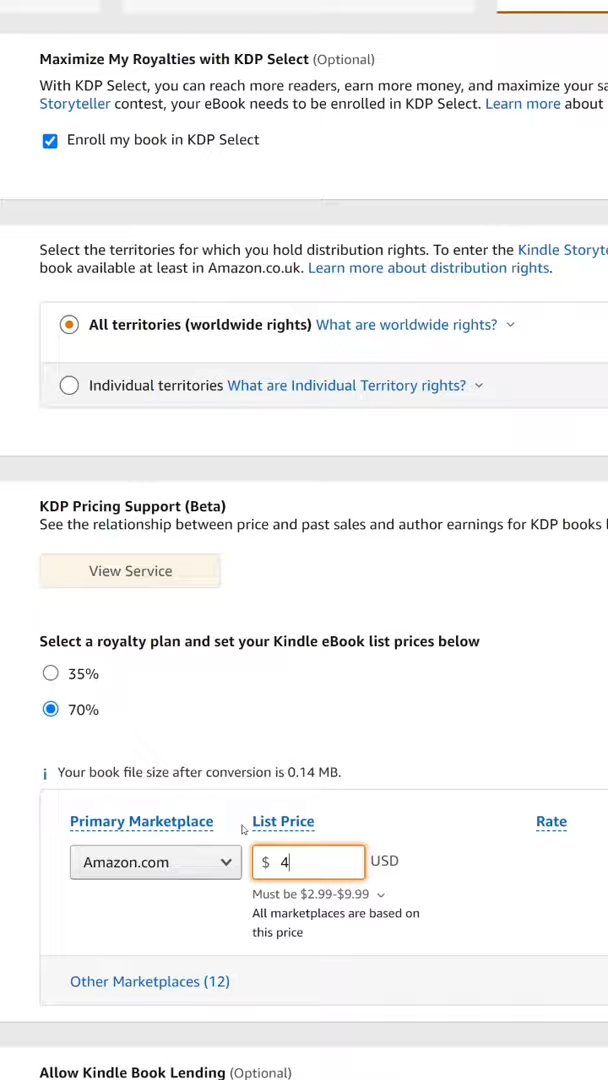 Maximize My Royalties with KDP Select (Optional)
With KDP Select, you can reach more readers, earn more money, and maximize your
Storyteller contest, your eBook needs to be enrolled in KDP Select. Learn more about
Enroll my book in KDP Select
Select the territories for which you hold distribution rights. To enter the Kindle
book available at least in Amazon.co.uk. Learn more about distribution rights.
All territories (worldwide rights) What are worldwide rights?
Individual territories What are Individual Territory rights?
KDP Pricing Support (Beta)
See the relationship between price and past sales and author earnings for KDP books
View Service
Select a royalty plan and set your Kindle eBook list prices below
35%
70%
i Your book file size after conversion is 0.14 MB.
Primary Marketplace List Price Rate
Amazon.com $ 4 USD
Must be $2.99-$9.99
All marketplaces are based on
this price
Other Marketplaces (12)
Allow Kindle Book Lending (Optional)